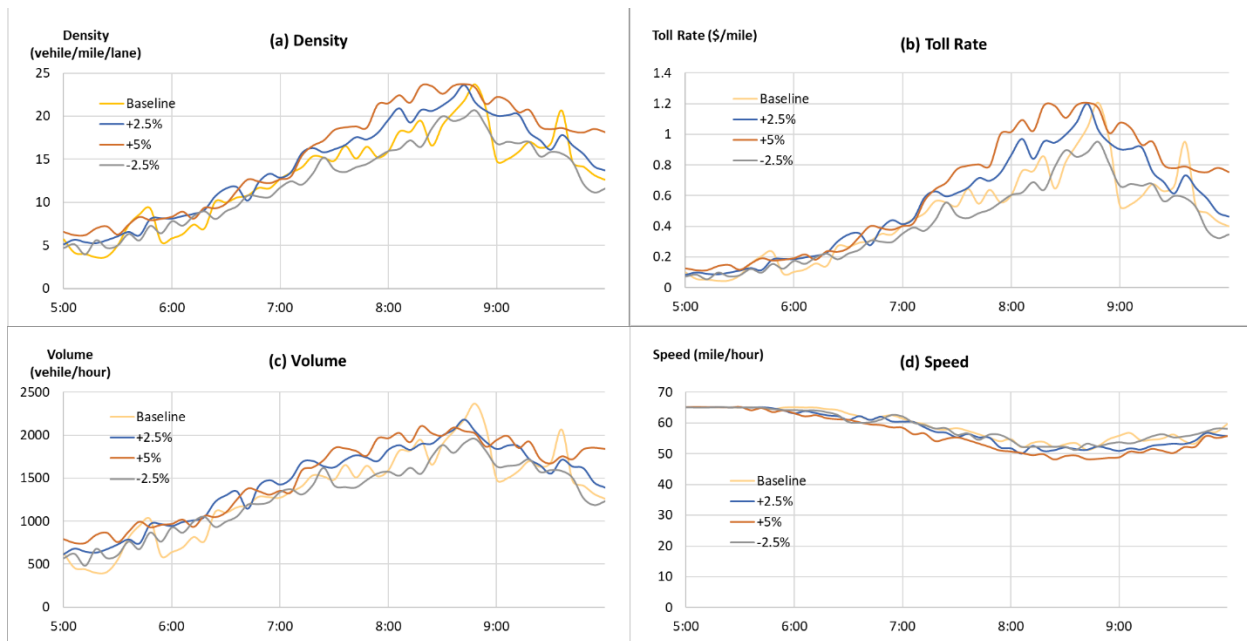 Density
(vehile/mile/lane)
(a) Density
25
20
15
10
5
0
Baseline
+2.5%
+5%
-2.5%
5:00 6:00 7:00 8:00 9:00
Toll Rate ($/mile)
(b) Toll Rate
1.4
1.2
1
0.8
0.6
0.4
0.2
0
Baseline
+2.5%
+5%
-2.5%
5:00 6:00 7:00 8:00 9:00
Volume
(vehile/hour)
(c) Volume
2500
2000
1500
1000
500
0
Baseline
+2.5%
+5%
-2.5%
5:00 6:00 7:00 8:00 9:00
Speed (mile/hour)
(d) Speed
70
60
50
40
30
20
10
0
Baseline
+2.5%
+5%
-2.5%
5:00 6:00 7:00 8:00 9:00